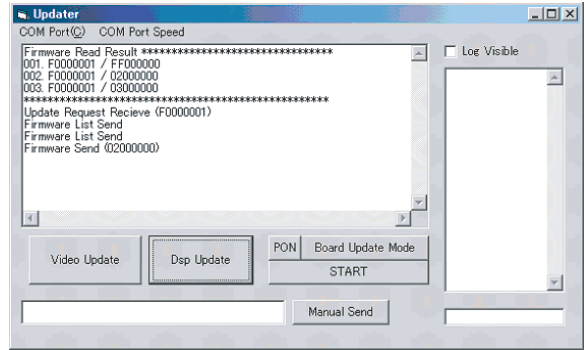 Updater
COM Port(C) COM Port Speed
Firmware Read Result ********************************
001. F0000001 / FF000000
002. F0000001 / 02000000
003. F0000001 / 03000000
***************************************************
Update Request Recieve (F0000001)
Firmware List Send
Firmware List Send
Firmware Send (02000000)
Log Visible
Video Update
Dsp Update
PON
Board Update Mode
START
Manual Send